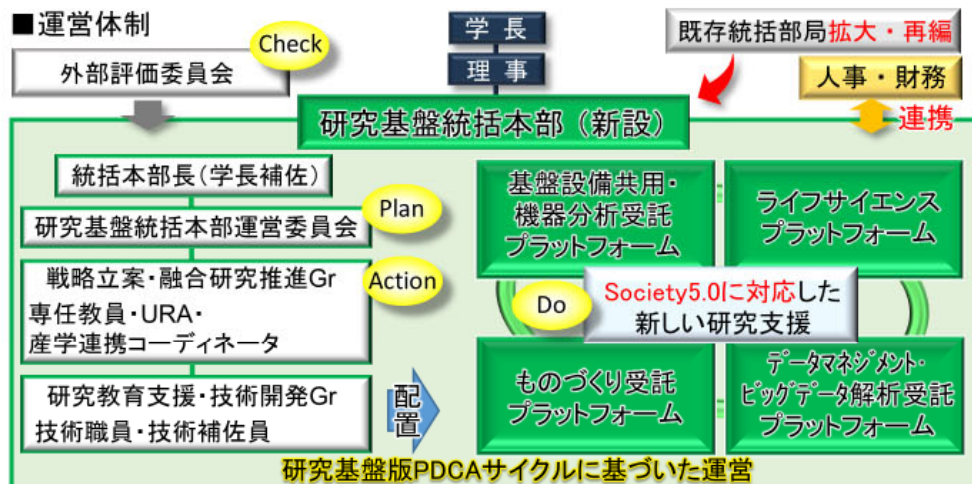 ■運営体制
Check
外部評価委員会
学 長
理 事
既存統括部局拡大・再編
人事・財務
連携
研究基盤統括本部（新設）
統括本部長（学長補佐）
Plan
研究基盤統括本部運営委員会
戦略立案・融合研究推進Gr
Action
専任教員・URA・
産学連携コーディネータ
研究教育支援・技術開発Gr
技術職員・技術補佐員
配置
基盤設備共用・
機器分析受託
プラットフォーム
ライフサイエンス
プラットフォーム
Do
Society5.0に対応した
新しい研究支援
ものづくり受託
プラットフォーム
データマネジメント・
ビッグデータ解析受託
プラットフォーム
研究基盤版PDCAサイクルに基づいた運営